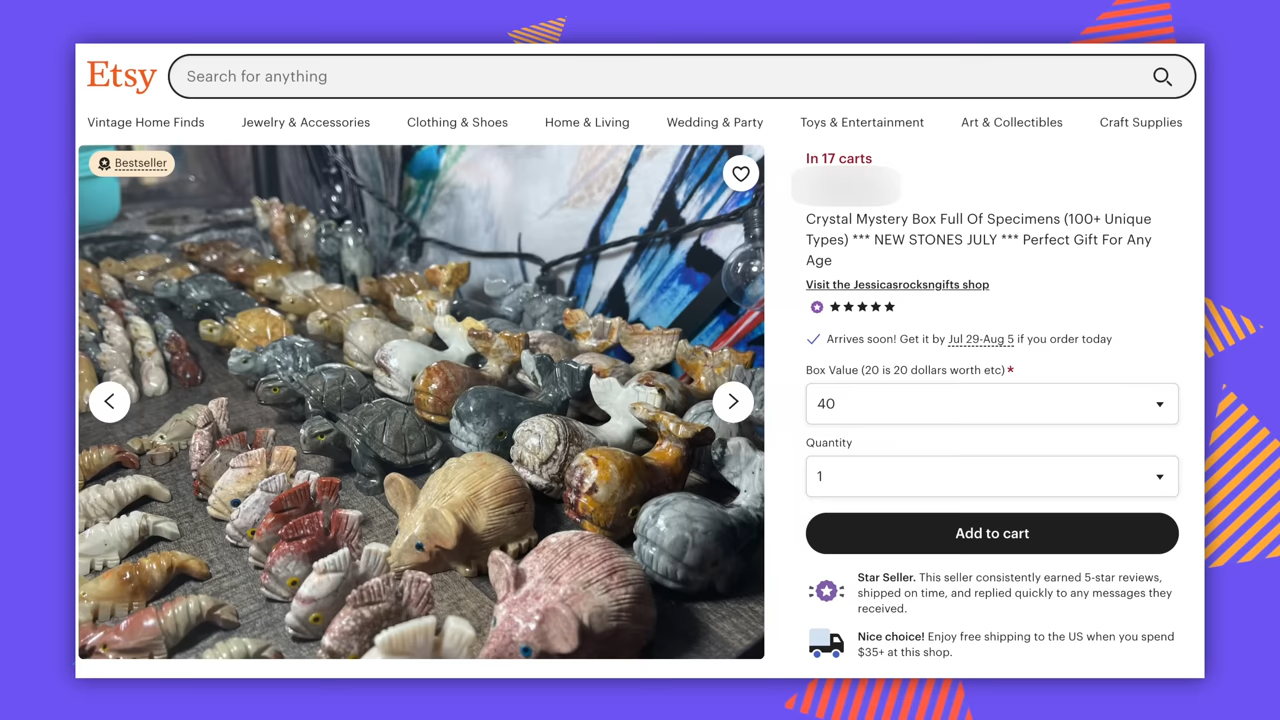 Etsy
Search for anything
Vintage Home Finds
Jewelry & Accessories
Clothing & Shoes
Home & Living
Wedding & Party
Toys & Entertainment
Art & Collectibles
Craft Supplies
Bestseller
In 17 carts
Crystal Mystery Box Full Of Specimens (100+ Unique
Types) *** NEW STONES JULY *** Perfect Gift For Any
Age
Visit the Jessicasrocksngifts shop
Arrives soon! Get it by Jul 29-Aug 5 if you order today
Box Value (20 is 20 dollars worth etc) *
40
Quantity
1
Add to cart
Star Seller. This seller consistently earned 5-star reviews,
shipped on time, and replied quickly to any messages they
received.
Nice choice! Enjoy free shipping to the US when you spend
$35+ at this shop.